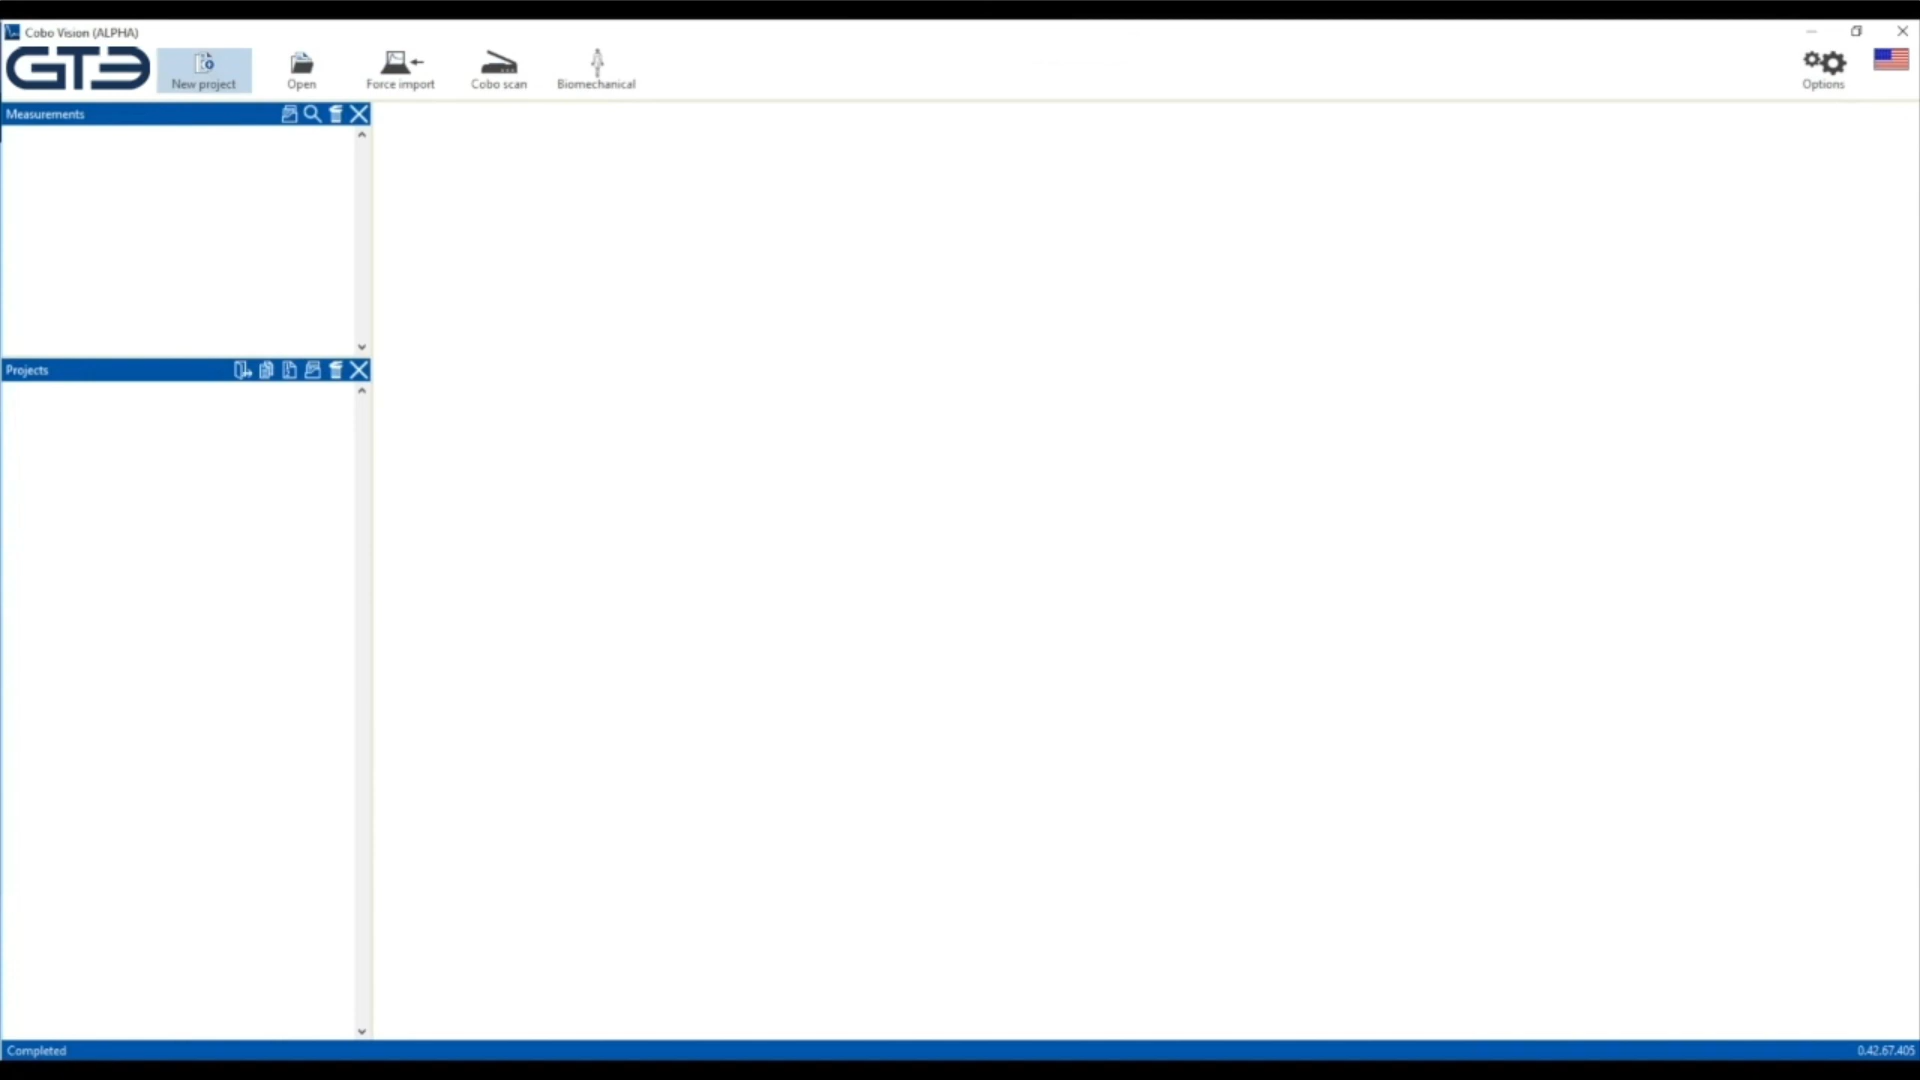 Cobo Vision (ALPHA)
GTE
New project
Open
Force import
Cobo scan
Biomechanical
Options
Measurements
Projects
Completed
0.42.67.405